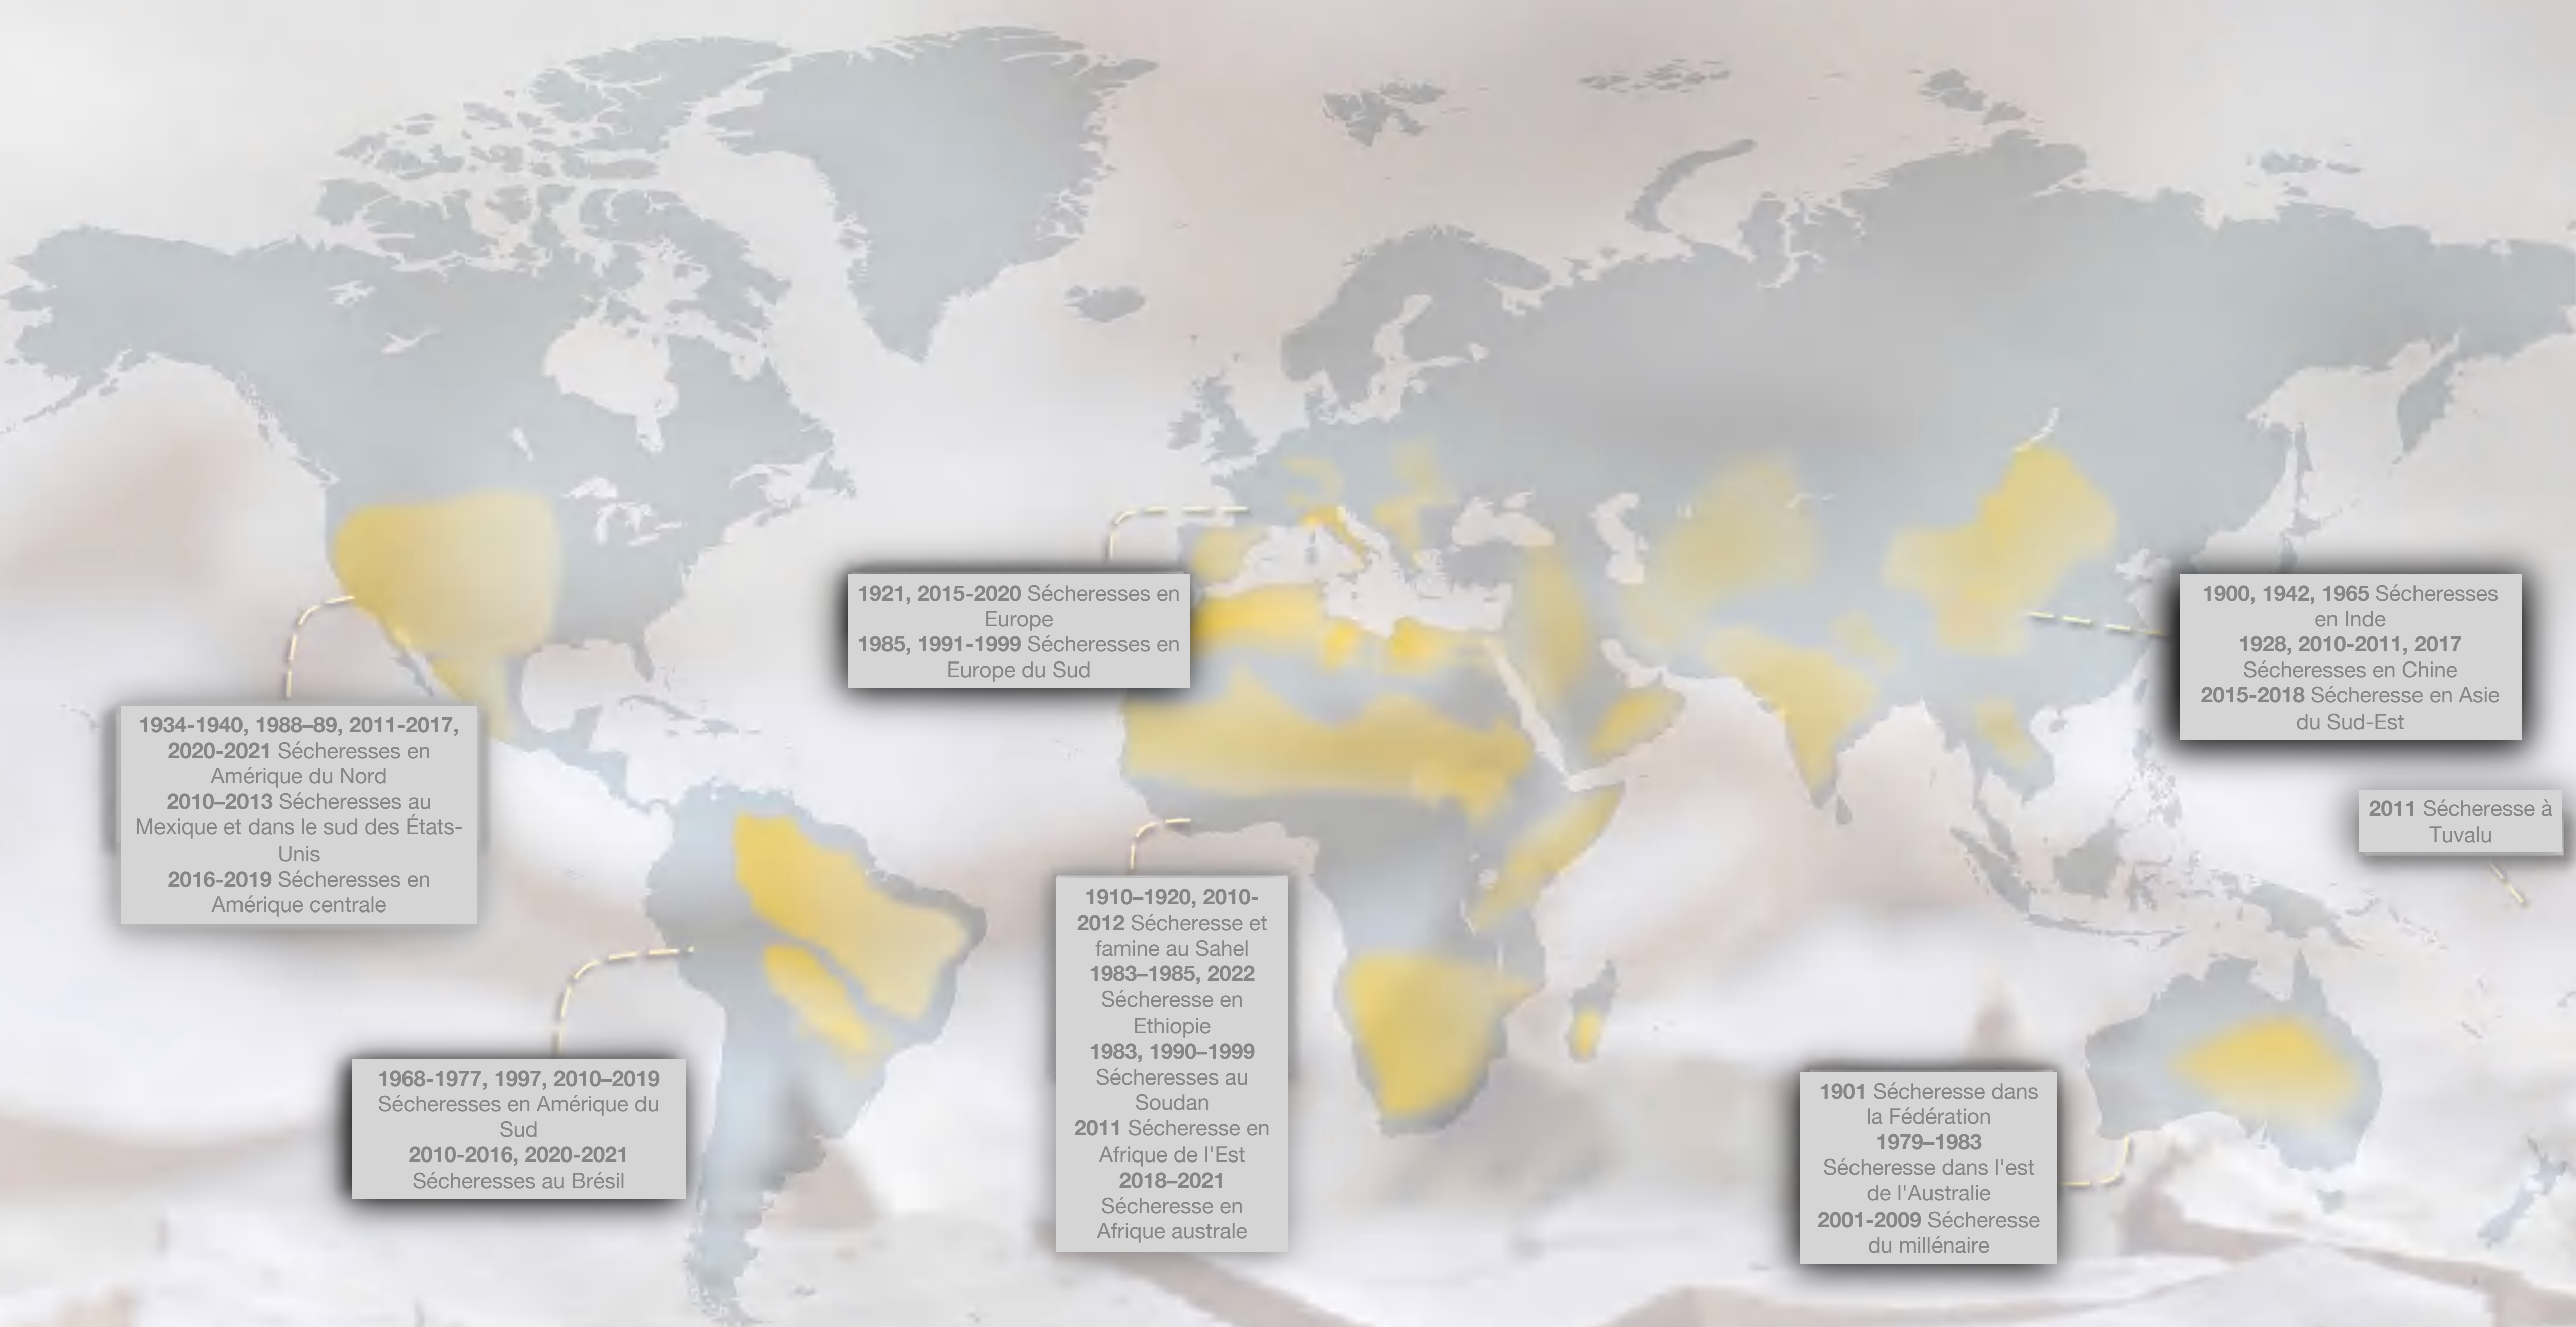 1934-1940, 1988–89, 2011-2017,
2020-2021 Sécheresses en
Amérique du Nord
2010–2013 Sécheresses au
Mexique et dans le sud des États-
Unis
2016-2019 Sécheresses en
Amérique centrale
1968-1977, 1997, 2010–2019
Sécheresses en Amérique du
Sud
2010-2016, 2020-2021
Sécheresses au Brésil
1921, 2015-2020 Sécheresses en
Europe
1985, 1991-1999 Sécheresses en
Europe du Sud
1910–1920, 2010-
2012 Sécheresse et
famine au Sahel
1983–1985, 2022
Sécheresse en
Ethiopie
1983, 1990–1999
Sécheresses au
Soudan
2011 Sécheresse en
Afrique de l'Est
2018–2021
Sécheresse en
Afrique australe
1900, 1942, 1965 Sécheresses
en Inde
1928, 2010-2011, 2017
Sécheresses en Chine
2015-2018 Sécheresse en Asie
du Sud-Est
2011 Sécheresse à
Tuvalu
1901 Sécheresse dans
la Fédération
1979–1983
Sécheresse dans l'est
de l'Australie
2001-2009 Sécheresse
du millénaire